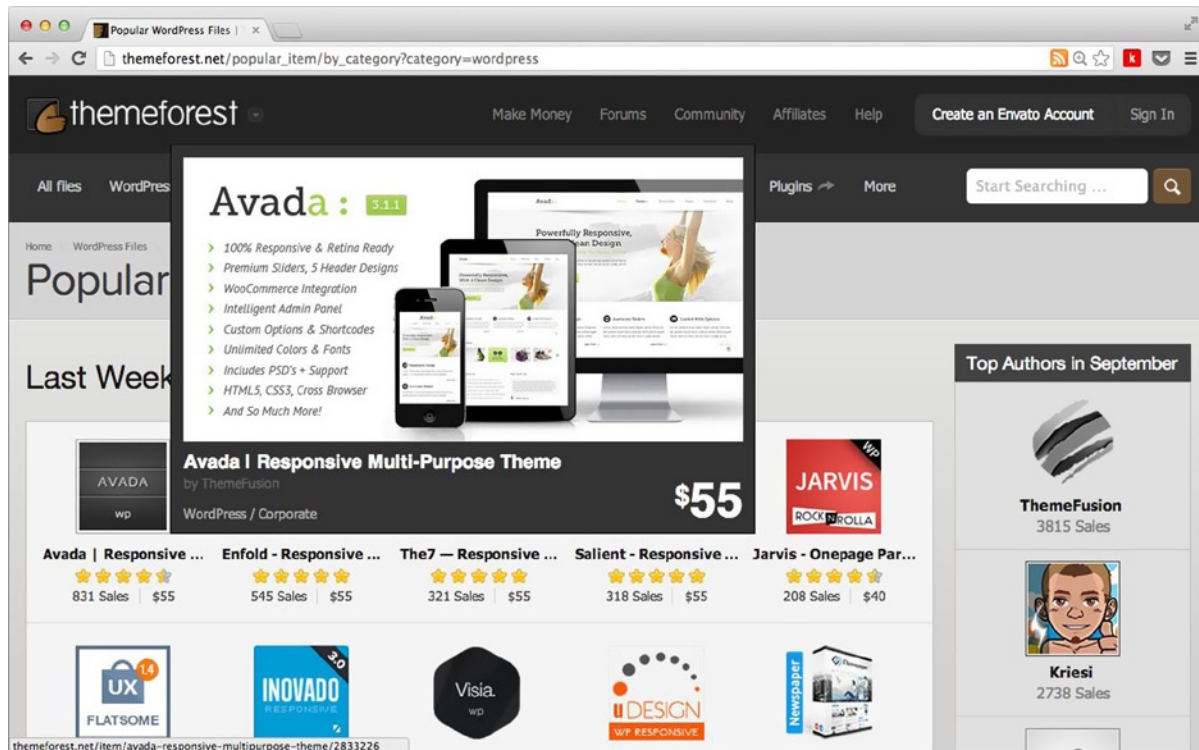 Popular WordPress Files |
themeforest.net/popular_item/by_category?category=wordpress
themeforest
Make Money Forums Community Affiliates Help Create an Envato Account Sign In
All files WordPres Plugins More Start Searching ...
Home WordPress Files
Popular
Avada : 3.1.1
> 100% Responsive & Retina Ready
> Premium Sliders, 5 Header Designs
> WooCommerce Integration
> Intelligent Admin Panel
> Custom Options & Shortcodes
> Unlimited Colors & Fonts
> Includes PSD's + Support
> HTML5, CSS3, Cross Browser
> And So Much More!
Powerfully Responsive,
Avada | Responsive Multi-Purpose Theme
by ThemeFusion
$55
WordPress / Corporate
Last Week
AVADA
WP
JARVIS
WP
ROCK N ROLLA
Avada | Responsive ... Enfold - Responsive ... The7 — Responsive ... Salient - Responsive ... Jarvis - Onepage Par...
831 Sales $55 545 Sales $55 321 Sales $55 318 Sales $55 208 Sales $40
UX
1.4
FLATSOME
INOVADO
RESPONSIVE
3.0
Visia.
WP
uDESIGN
WP RESPONSIVE
Newspaper
Top Authors in September
ThemeFusion
3815 Sales
Kriesi
2738 Sales
themeforest.net/item/avada-responsive-multipurpose-theme/2833226